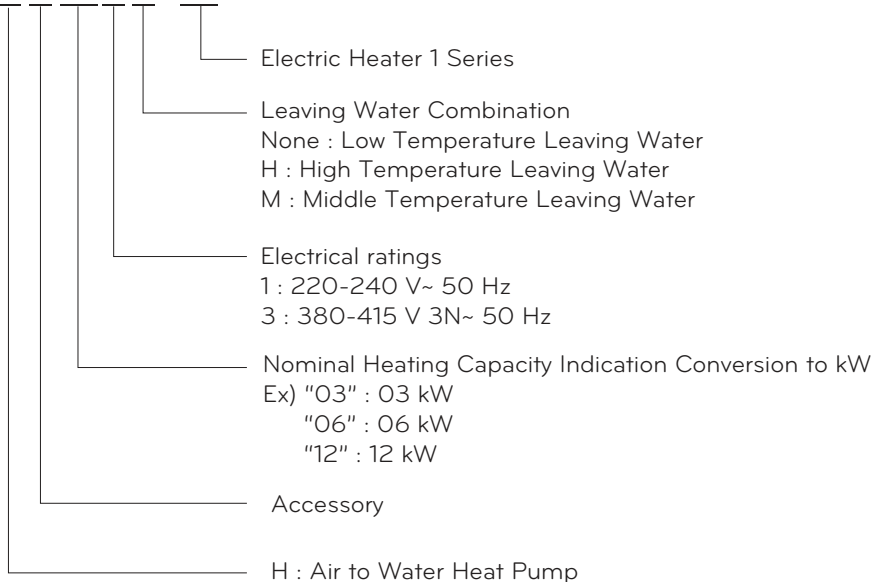 Electric Heater 1 Series
Leaving Water Combination
None : Low Temperature Leaving Water
H : High Temperature Leaving Water
M : Middle Temperature Leaving Water
Electrical ratings
1 : 220-240 V~ 50 Hz
3 : 380-415 V 3N~ 50 Hz
Nominal Heating Capacity Indication Conversion to kW
Ex) "03" : 03 kW
"06" : 06 kW
"12" : 12 kW
Accessory
H : Air to Water Heat Pump